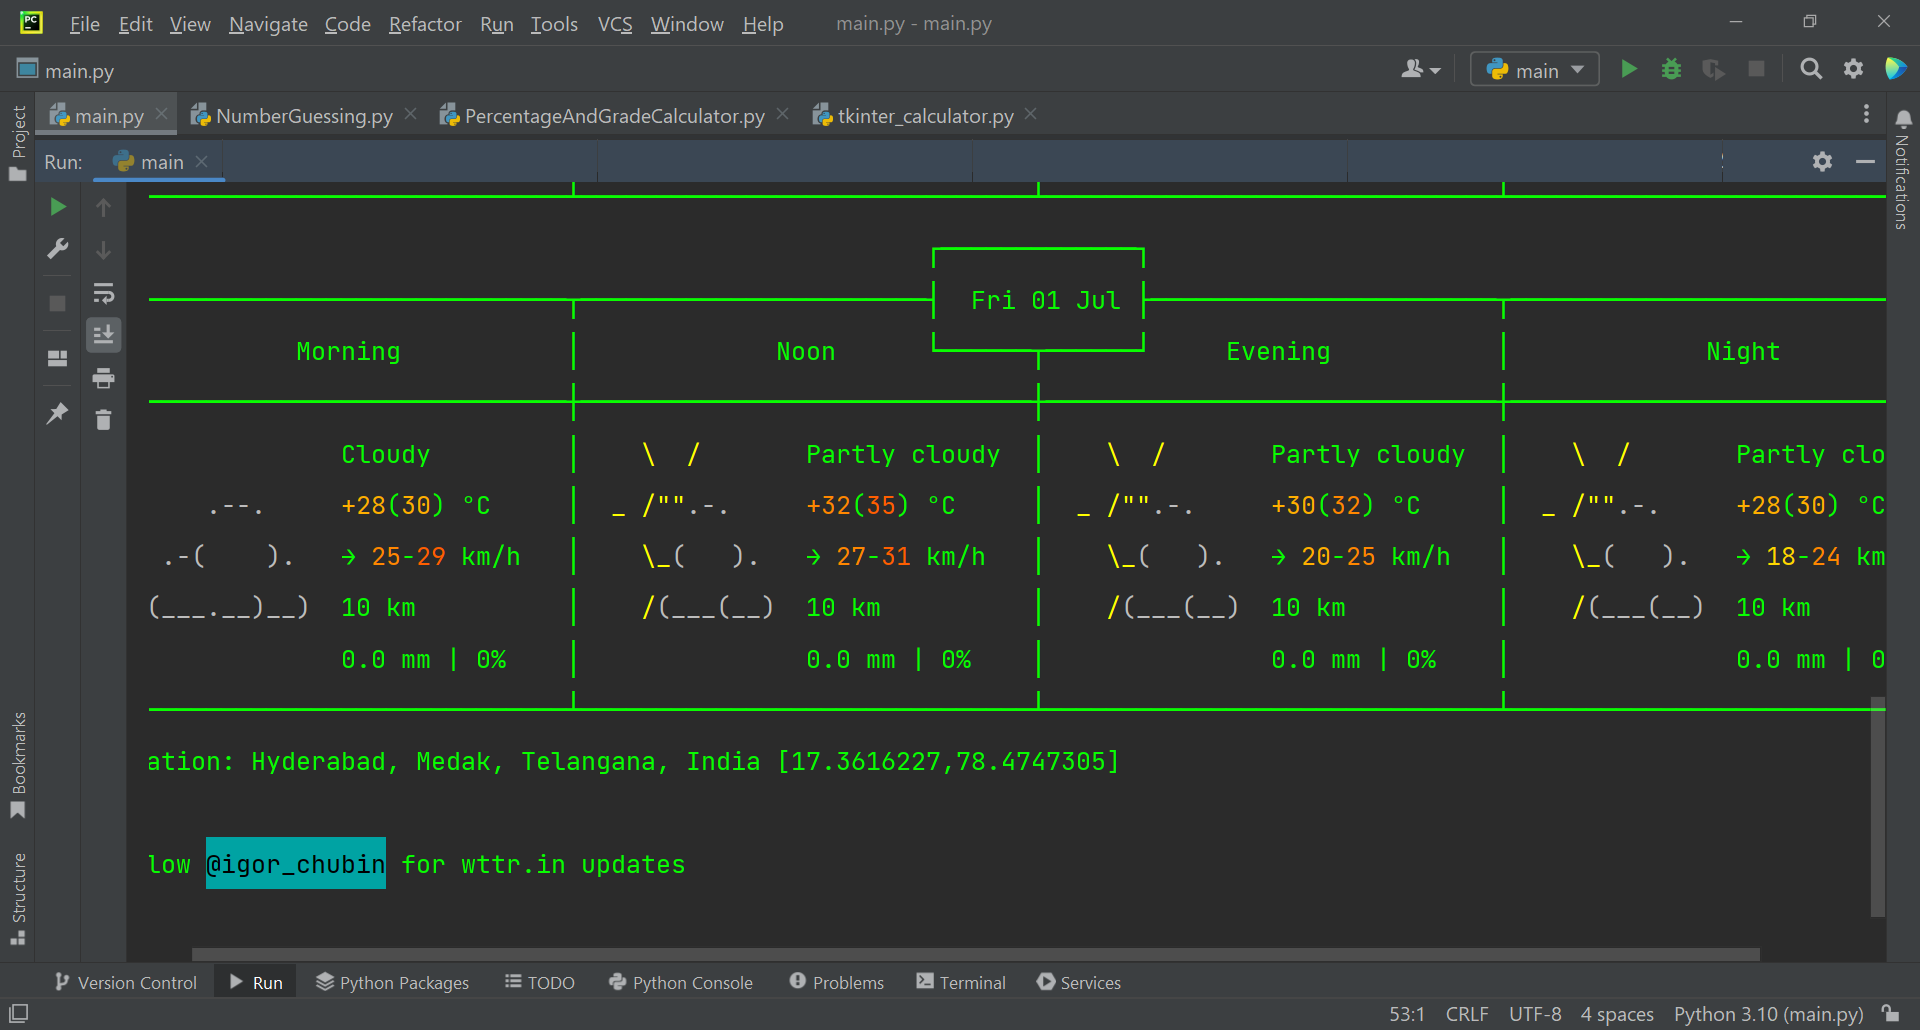 PC File Edit View Navigate Code Refactor Run Tools VCS Window Help main.py - main.py
main.py main
main.py NumberGuessing.py PercentageAndGradeCalculator.py tkinter_calculator.py
Project
Notifications
Run: main
Fri 01 Jul
Morning Noon Evening Night
Cloudy \ / Partly cloudy \ / Partly cloudy \ / Partly clo
.--. +28(30) °C _ /"".-. +32(35) °C _ /"".-. +30(32) °C _ /"".-. +28(30) °C
.-( ). → 25-29 km/h \_( ). → 27-31 km/h \_( ). → 20-25 km/h \_( ). → 18-24 km
(___.__)__) 10 km /(___(__) 10 km /(___(__) 10 km /(___(__) 10 km
0.0 mm | 0% 0.0 mm | 0% 0.0 mm | 0% 0.0 mm | 0
ation: Hyderabad, Medak, Telangana, India [17.3616227,78.4747305]
low @igor_chubin for wttr.in updates
Bookmarks
Structure
Version Control Run Python Packages TODO Python Console Problems Terminal Services
53:1 CRLF UTF-8 4 spaces Python 3.10 (main.py)